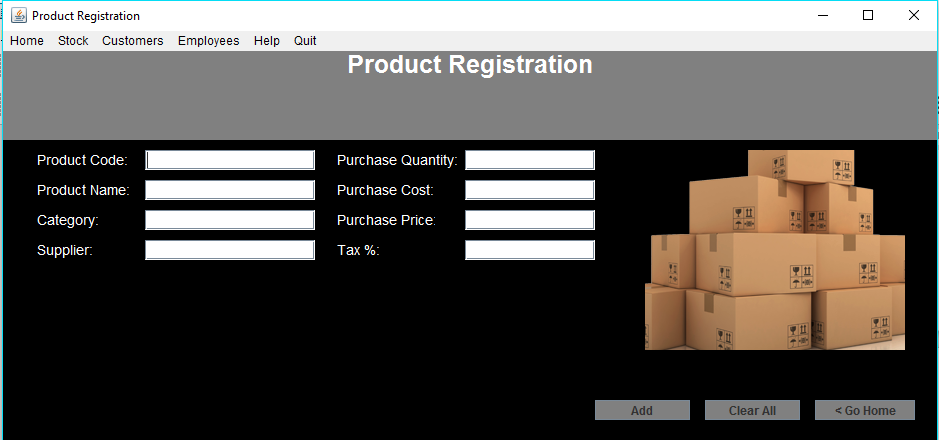 Product Registration
Home Stock Customers Employees Help Quit
Product Registration
Product Code: Purchase Quantity:
Product Name: Purchase Cost:
Category: Purchase Price:
Supplier: Tax %:
Add Clear All < Go Home